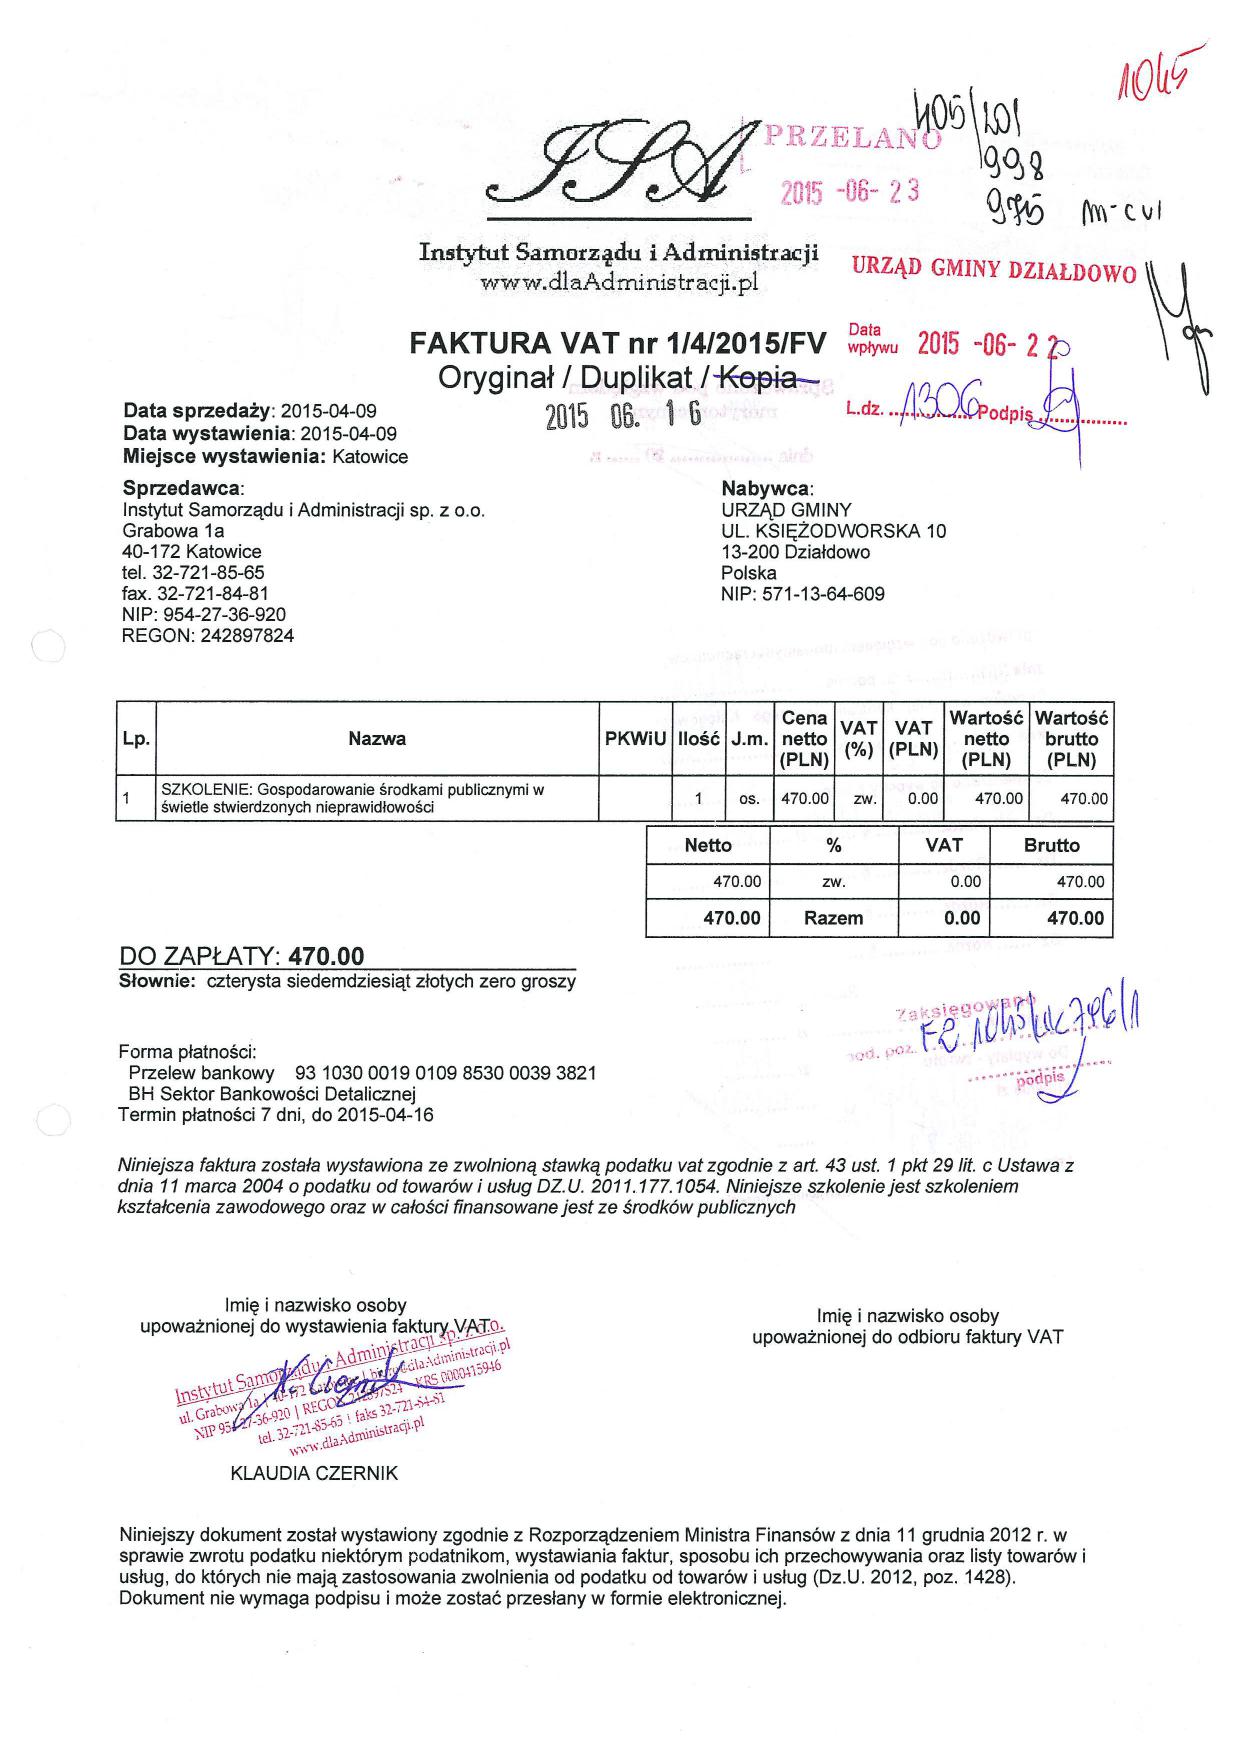 1045
405/201
998
975 m-cul
ISA
PRZELANO
2015 -06- 23
Instytut Samorządu i Administracji
www.dlaAdministracji.pl
URZĄD GMINY DZIAŁDOWO
FAKTURA VAT nr 1/4/2015/FV
Data wpływu 2015 -06- 22
Oryginał / Duplikat / Kopia
2015 06. 16
L.dz. 1306 Podpis
Data sprzedaży: 2015-04-09
Data wystawienia: 2015-04-09
Miejsce wystawienia: Katowice
Sprzedawca:
Instytut Samorządu i Administracji sp. z o.o.
Grabowa 1a
40-172 Katowice
tel. 32-721-85-65
fax. 32-721-84-81
NIP: 954-27-36-920
REGON: 242897824
Nabywca:
URZĄD GMINY
UL. KSIĘŻODWORSKA 10
13-200 Działdowo
Polska
NIP: 571-13-64-609
Lp. Nazwa PKWiU Ilość J.m. Cena netto (PLN) VAT (%) VAT (PLN) Wartość netto (PLN) Wartość brutto (PLN)
1 SZKOLENIE: Gospodarowanie środkami publicznymi w świetle stwierdzonych nieprawidłowości 1 os. 470.00 zw. 0.00 470.00 470.00
Netto % VAT Brutto
470.00 zw. 0.00 470.00
470.00 Razem 0.00 470.00
DO ZAPŁATY: 470.00
Słownie: czterysta siedemdziesiąt złotych zero groszy
Zaksięgowano
pod. poz. FZ 1045/UK 746/1
podpis
Forma płatności:
Przelew bankowy 93 1030 0019 0109 8530 0039 3821
BH Sektor Bankowości Detalicznej
Termin płatności 7 dni, do 2015-04-16
Niniejsza faktura została wystawiona ze zwolnioną stawką podatku vat zgodnie z art. 43 ust. 1 pkt 29 lit. c Ustawa z
dnia 11 marca 2004 o podatku od towarów i usług DZ.U. 2011.177.1054. Niniejsze szkolenie jest szkoleniem
kształcenia zawodowego oraz w całości finansowane jest ze środków publicznych
Imię i nazwisko osoby
upoważnionej do wystawienia faktury VAT
Imię i nazwisko osoby
upoważnionej do odbioru faktury VAT
Instytut Samorządu i Administracji sp. z o.o.
ul. Grabowa 1a | 40-172 Katowice | biuro@dlaAdministracji.pl
NIP 954-27-36-920 | REGON 242897824 KRS 0000415946
tel. 32-721-85-65 | faks 32-721-84-81
www.dlaAdministracji.pl
KLAUDIA CZERNIK
Niniejszy dokument został wystawiony zgodnie z Rozporządzeniem Ministra Finansów z dnia 11 grudnia 2012 r. w
sprawie zwrotu podatku niektórym podatnikom, wystawiania faktur, sposobu ich przechowywania oraz listy towarów i
usług, do których nie mają zastosowania zwolnienia od podatku od towarów i usług (Dz.U. 2012, poz. 1428).
Dokument nie wymaga podpisu i może zostać przesłany w formie elektronicznej.